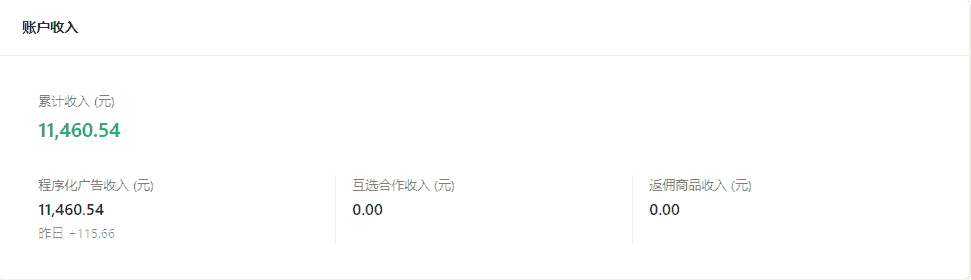 账户收入
累计收入 (元)
11,460.54
程序化广告收入 (元)
11,460.54
昨日 +115.66
互选合作收入 (元)
0.00
返佣商品收入 (元)
0.00